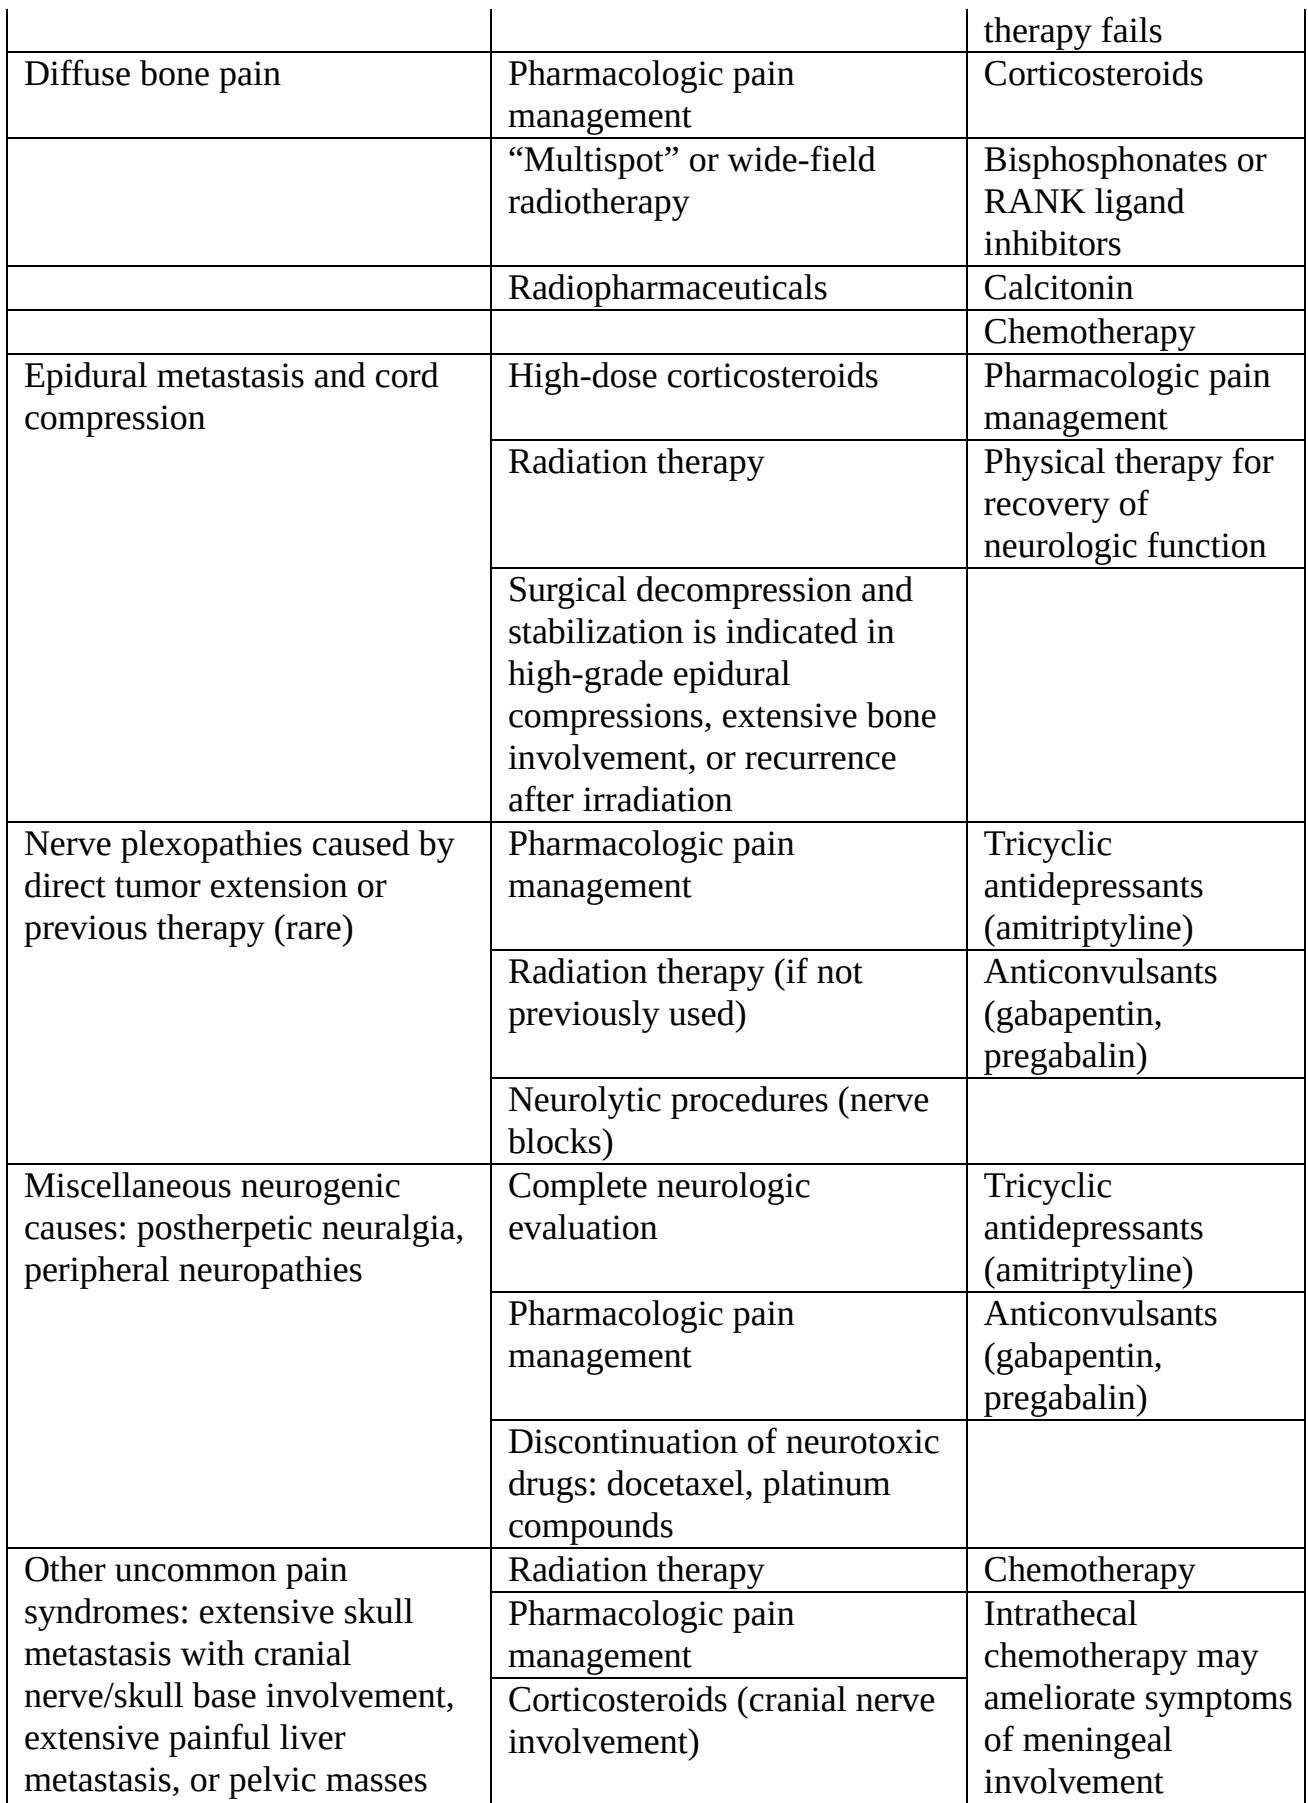 therapy fails
Diffuse bone pain
Pharmacologic pain
management
Corticosteroids
“Multispot” or wide-field
radiotherapy
Bisphosphonates or
RANK ligand
inhibitors
Radiopharmaceuticals
Calcitonin
Chemotherapy
Epidural metastasis and cord
compression
High-dose corticosteroids
Pharmacologic pain
management
Radiation therapy
Physical therapy for
recovery of
neurologic function
Surgical decompression and
stabilization is indicated in
high-grade epidural
compressions, extensive bone
involvement, or recurrence
after irradiation
Nerve plexopathies caused by
direct tumor extension or
previous therapy (rare)
Pharmacologic pain
management
Tricyclic
antidepressants
(amitriptyline)
Radiation therapy (if not
previously used)
Anticonvulsants
(gabapentin,
pregabalin)
Neurolytic procedures (nerve
blocks)
Miscellaneous neurogenic
causes: postherpetic neuralgia,
peripheral neuropathies
Complete neurologic
evaluation
Tricyclic
antidepressants
(amitriptyline)
Pharmacologic pain
management
Anticonvulsants
(gabapentin,
pregabalin)
Discontinuation of neurotoxic
drugs: docetaxel, platinum
compounds
Other uncommon pain
syndromes: extensive skull
metastasis with cranial
nerve/skull base involvement,
extensive painful liver
metastasis, or pelvic masses
Radiation therapy
Chemotherapy
Pharmacologic pain
management
Intrathecal
chemotherapy may
ameliorate symptoms
of meningeal
involvement
Corticosteroids (cranial nerve
involvement)